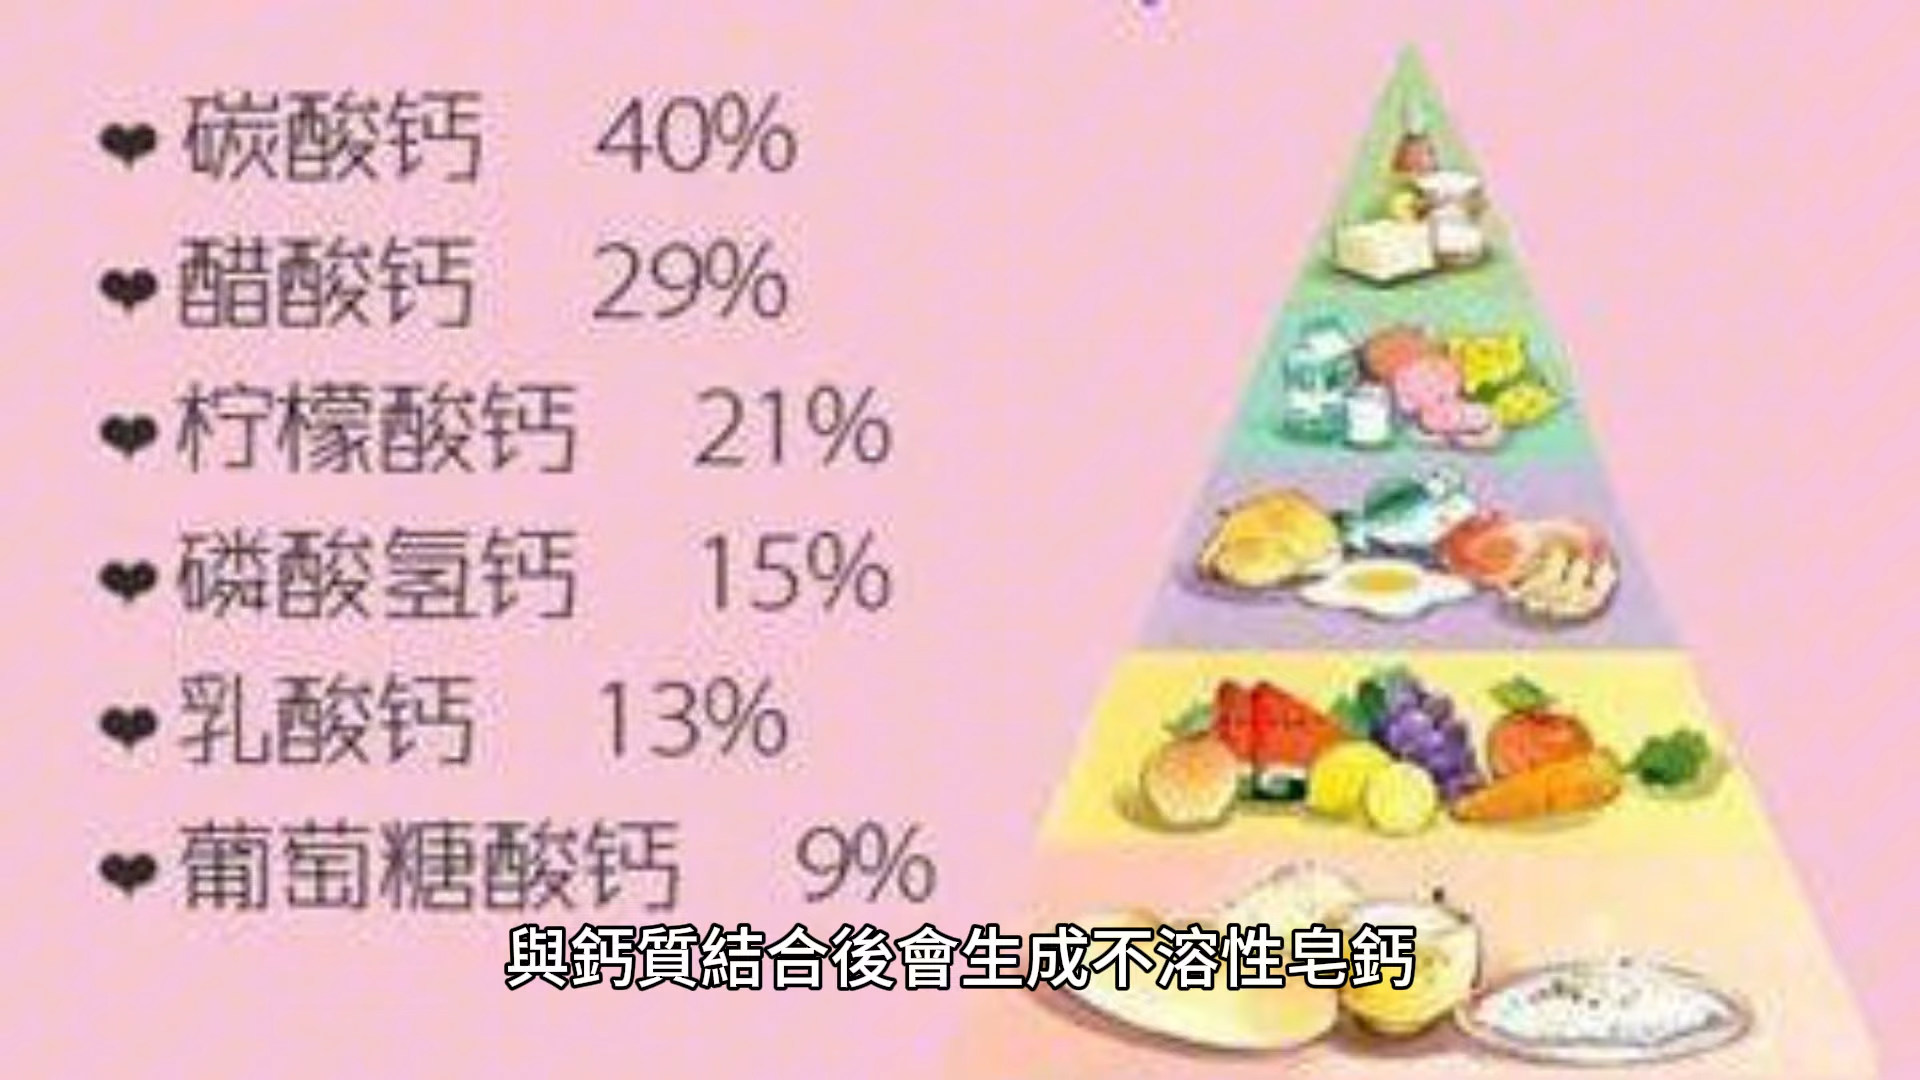 ❤碳酸钙 40%
❤醋酸钙 29%
❤柠檬酸钙 21%
❤磷酸氢钙 15%
❤乳酸钙 13%
❤葡萄糖酸钙 9%
與鈣質結合後會生成不溶性皂鈣